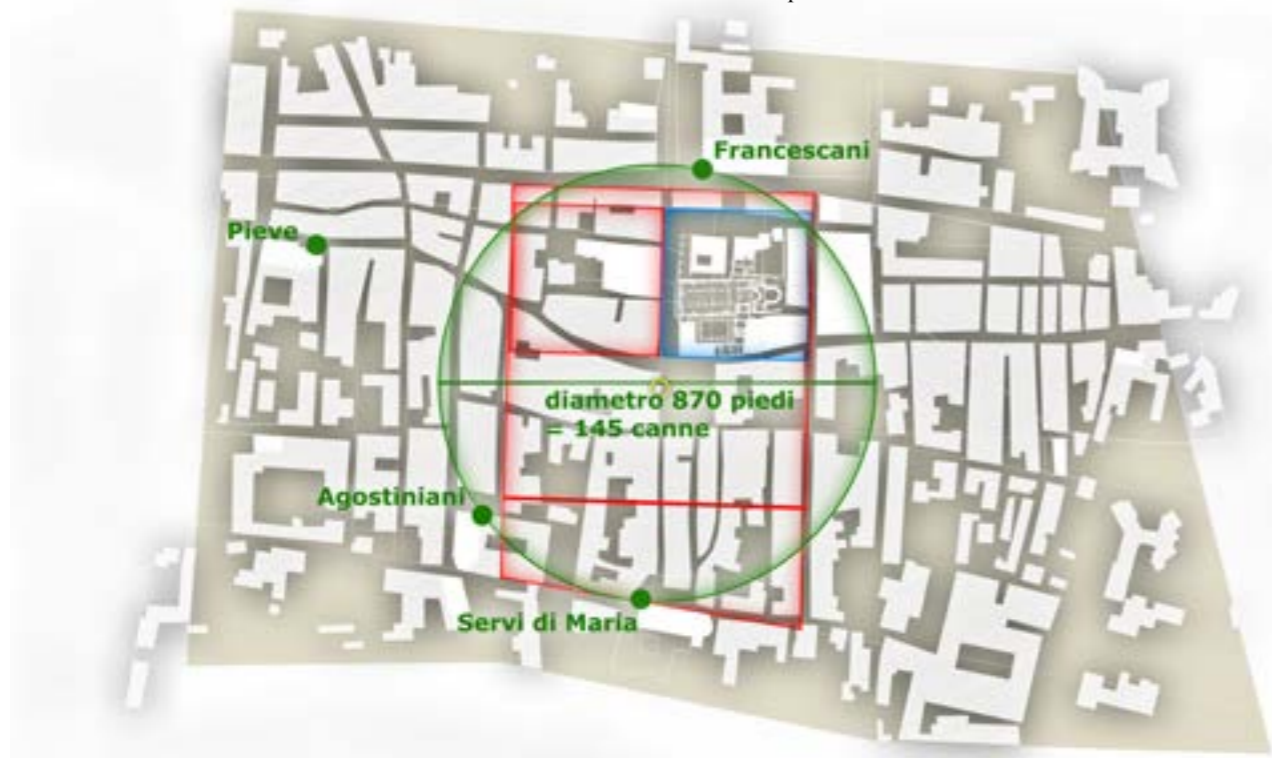 Francescani
Pieve
diametro 870 piedi
= 145 canne
Agostiniani
Servi di Maria